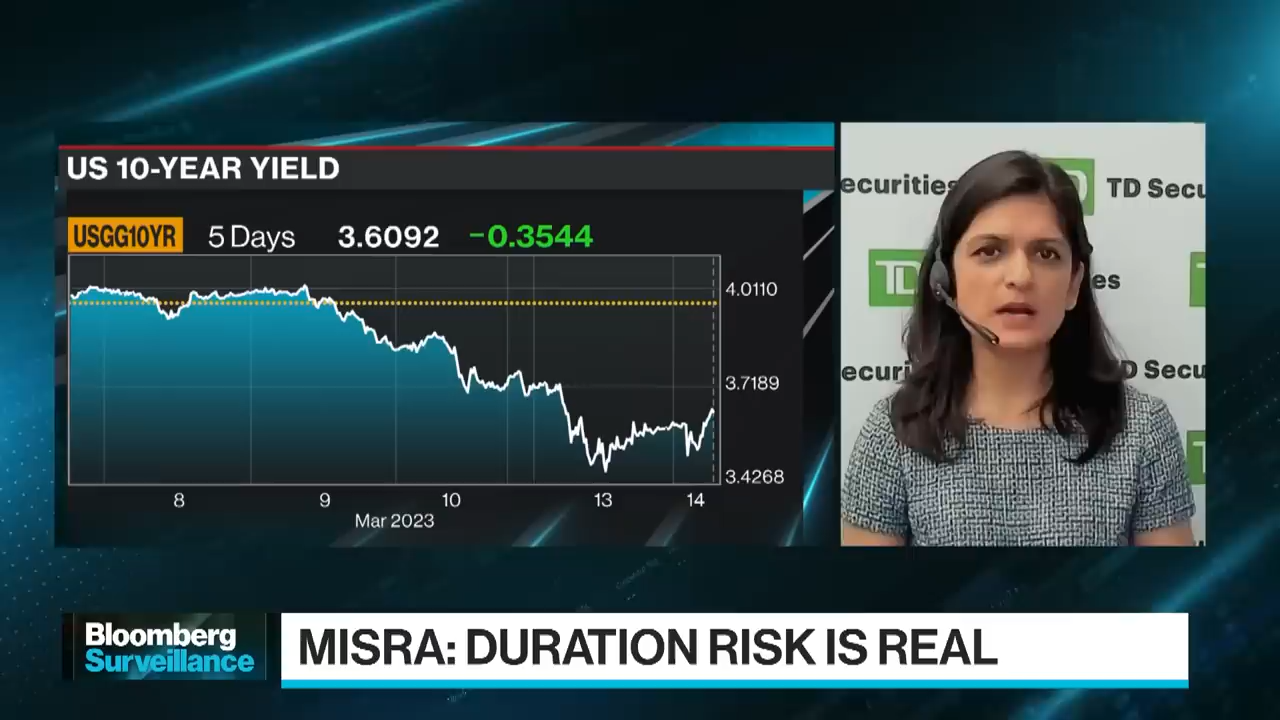 US 10-YEAR YIELD
USGG10YR 5 Days 3.6092 -0.3544
4.0110
3.7189
3.4268
8 9 10 13 14
Mar 2023
ecurities TD Secu
TD es
ecuri D Secu
Bloomberg
Surveillance
MISRA: DURATION RISK IS REAL